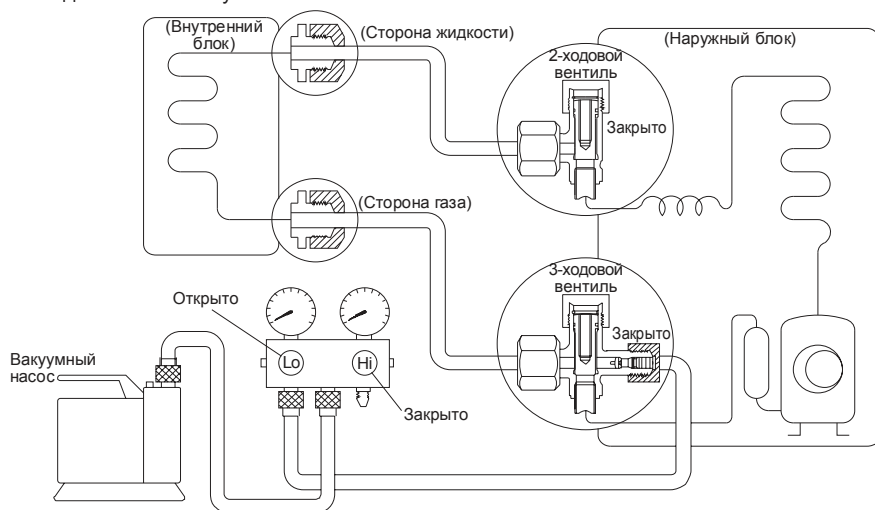 (Внутренний
блок)
(Сторона жидкости)
(Наружный блок)
2-ходовой
вентиль
Закрыто
(Сторона газа)
3-ходовой
вентиль
Открыто
Закрыто
Вакуумный
насос
Lo
Hi
Закрыто